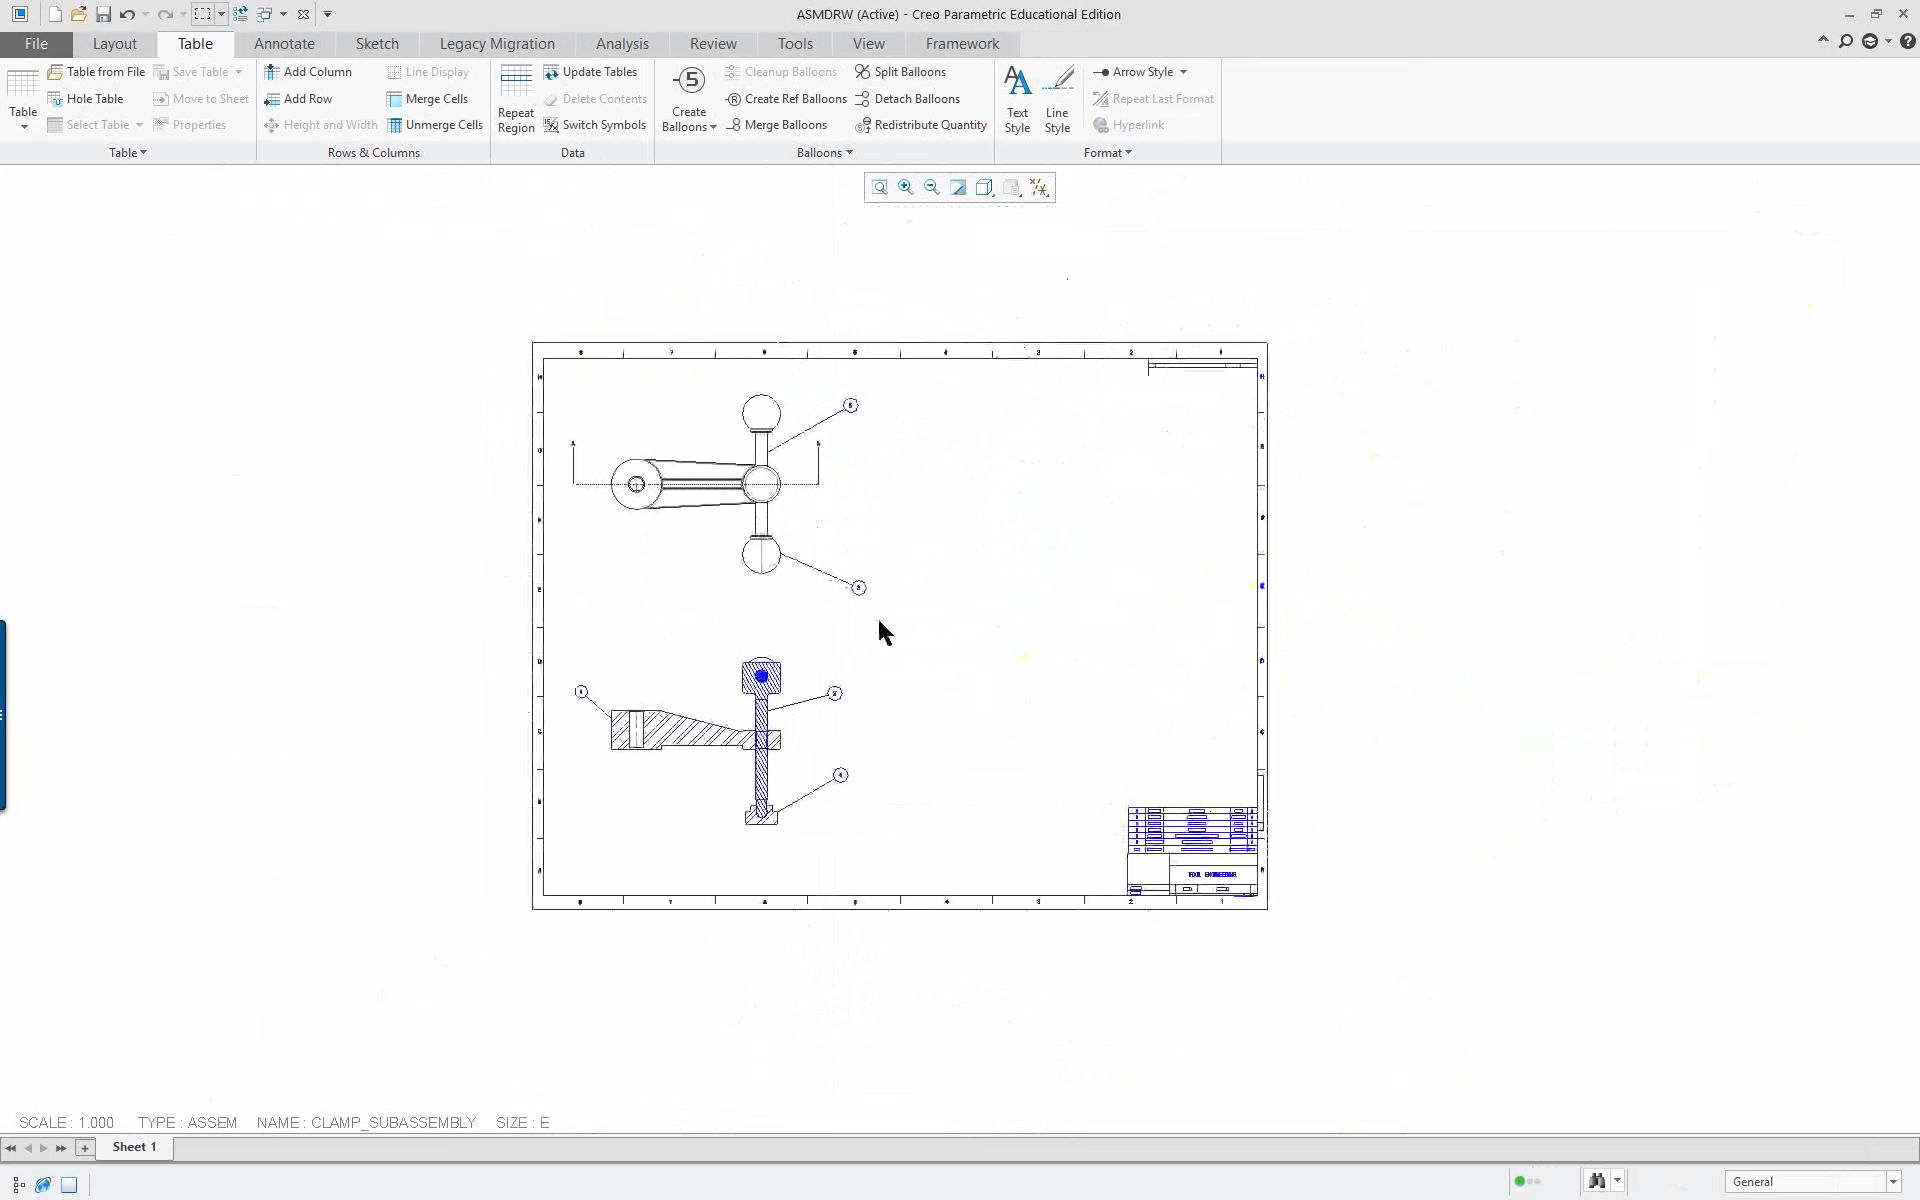 ASMDRW (Active) - Creo Parametric Educational Edition
File Layout Table Annotate Sketch Legacy Migration Analysis Review Tools View Framework
Table from File Save Table Add Column Line Display Update Tables Cleanup Balloons Split Balloons Arrow Style
Hole Table Move to Sheet Add Row Merge Cells Delete Contents Create Ref Balloons Detach Balloons Repeat Last Format
Table Select Table Properties Height and Width Unmerge Cells Repeat Region Switch Symbols Create Balloons Merge Balloons Redistribute Quantity Text Style Line Style Hyperlink
Table Rows & Columns Data Balloons Format
SCALE : 1.000 TYPE : ASSEM NAME : CLAMP_SUBASSEMBLY SIZE : E
Sheet 1
General